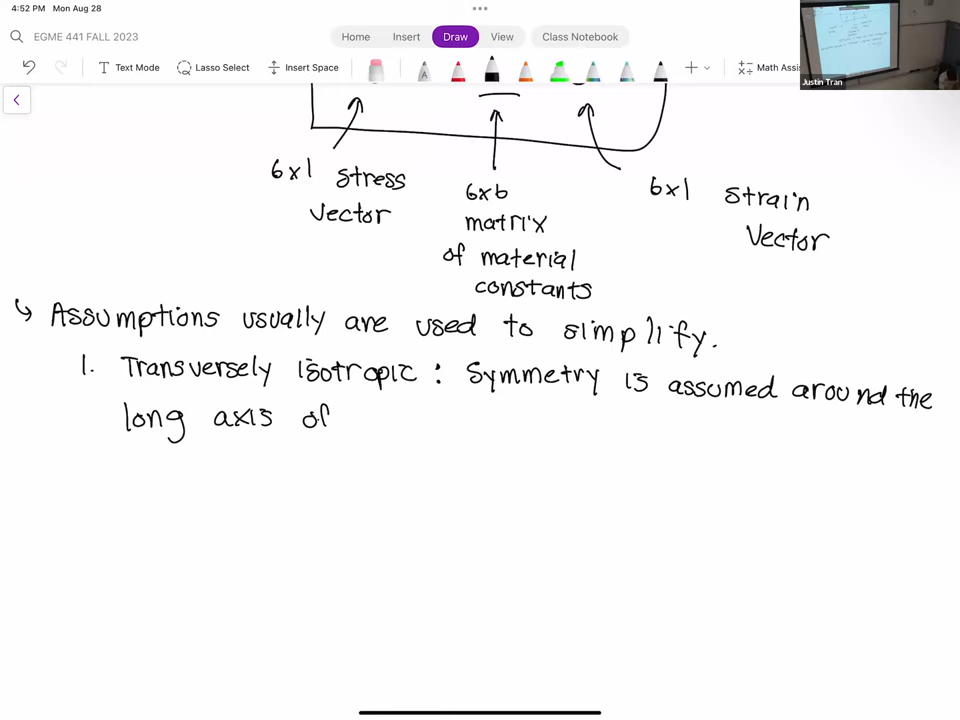 4:52 PM Mon Aug 28
EGME 441 FALL 2023
Home Insert Draw View Class Notebook
Text Mode Lasso Select Insert Space Math Assis
Justin Tran
6x1 stress
vector
6x6
matrix
of material
constants
6x1 strain
vector
↳ Assumptions usually are used to simplify.
1. Transversely isotropic : Symmetry is assumed around the
long axis of